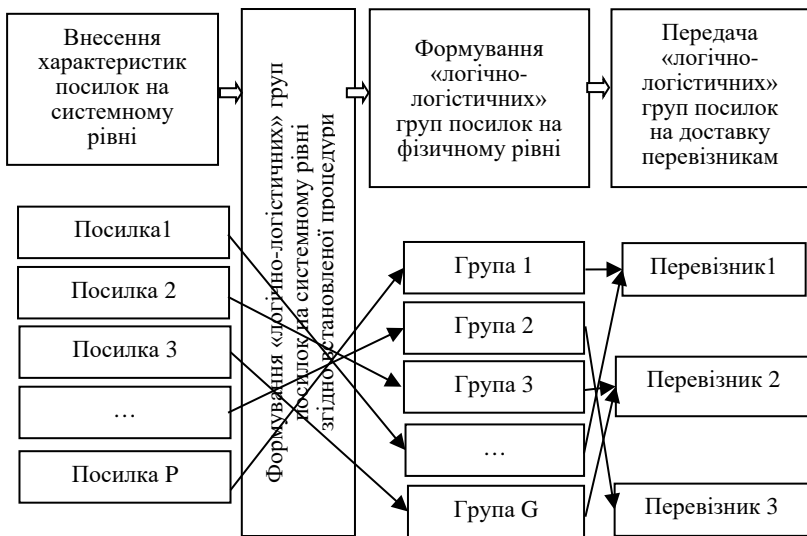 Внесення
характеристик
посилок на
системному
рівні
Формування «логічно-логістичних» груп
посилок на системному рівні
згідно встановленої процедури
Формування
«логічно-
логістичних»
груп посилок на
фізичному рівні
Передача
«логічно-
логістичних»
груп посилок
на доставку
перевізникам
Посилка1
Посилка 2
Посилка 3
…
Посилка P
Група 1
Група 2
Група 3
…
Група G
Перевізник1
Перевізник 2
Перевізник 3